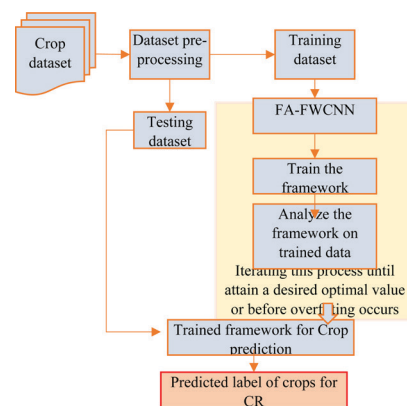 Crop
dataset
Dataset pre-
processing
Training
dataset
Testing
dataset
FA-FWCNN
Train the
framework
Analyze the
framework on
trained data
Iterating this process until
attain a desired optimal value
or before overfitting occurs
Trained framework for Crop
prediction
Predicted label of crops for
CR